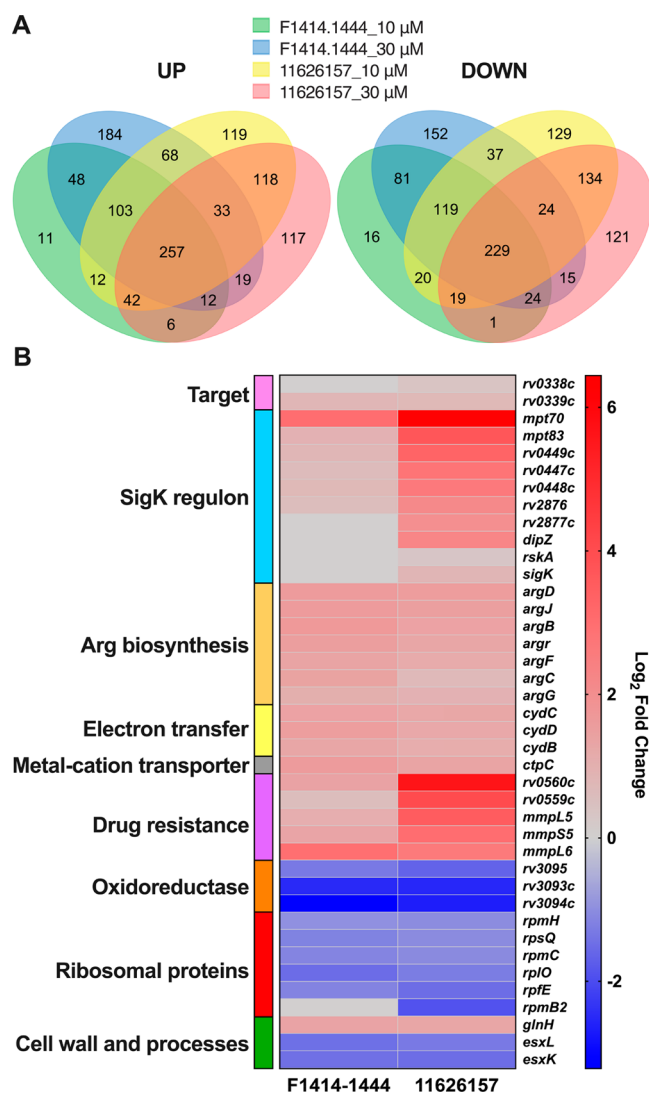 A
F1414.1444_10 µM
F1414.1444_30 µM
11626157_10 µM
11626157_30 µM
UP
DOWN
184
119
68
48
118
103
33
11
257
117
12
42
12
19
6
152
129
37
81
134
119
24
16
229
121
20
19
24
15
1
B
Target
SigK regulon
Arg biosynthesis
Electron transfer
Metal-cation transporter
Drug resistance
Oxidoreductase
Ribosomal proteins
Cell wall and processes
rv0338c
rv0339c
mpt70
mpt83
rv0449c
rv0447c
rv0448c
rv2876
rv2877c
dipZ
rskA
sigK
argD
argJ
argB
argr
argF
argC
argG
cydC
cydD
cydB
ctpC
rv0560c
rv0559c
mmpL5
mmpS5
mmpL6
rv3095
rv3093c
rv3094c
rpmH
rpsQ
rpmC
rplO
rpfE
rpmB2
glnH
esxL
esxK
6
4
2
0
-2
Log2 Fold Change
F1414-1444
11626157